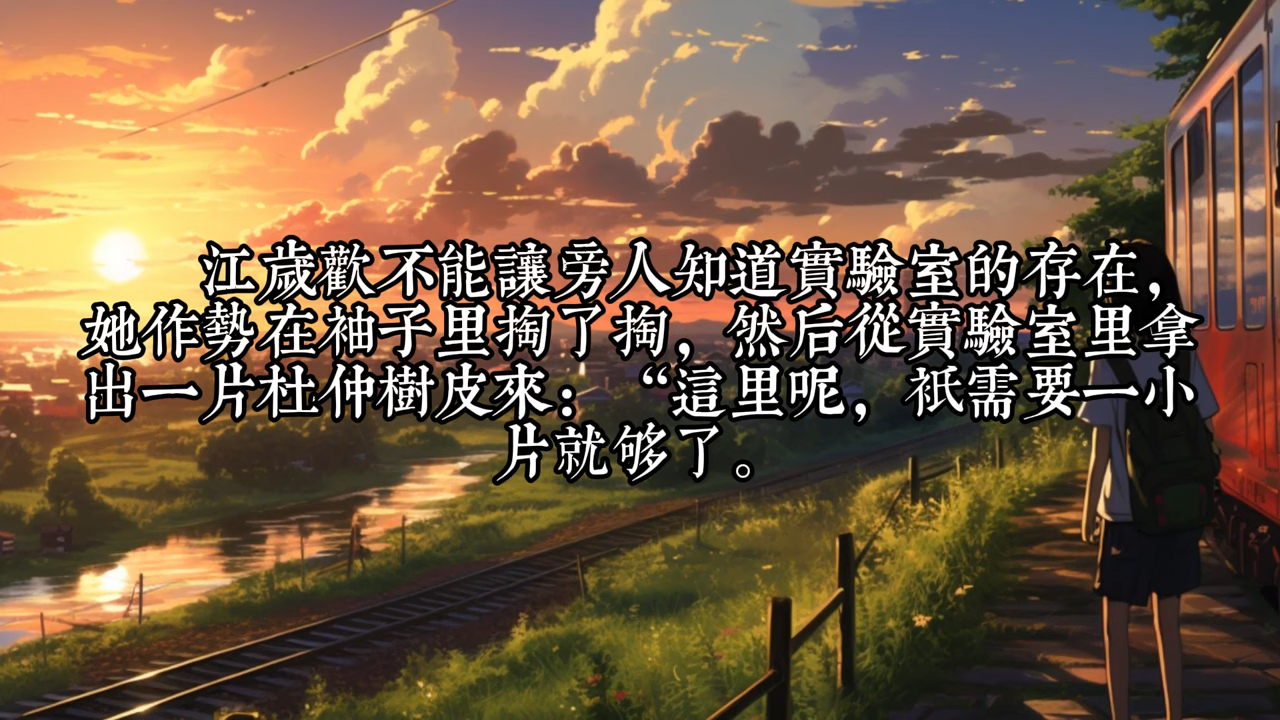 江歲歡不能讓旁人知道實驗室的存在，
她作勢在袖子里掏了掏，然后從實驗室里拿
出一片杜仲樹皮來：“這里呢，祇需要一小
片就够了。